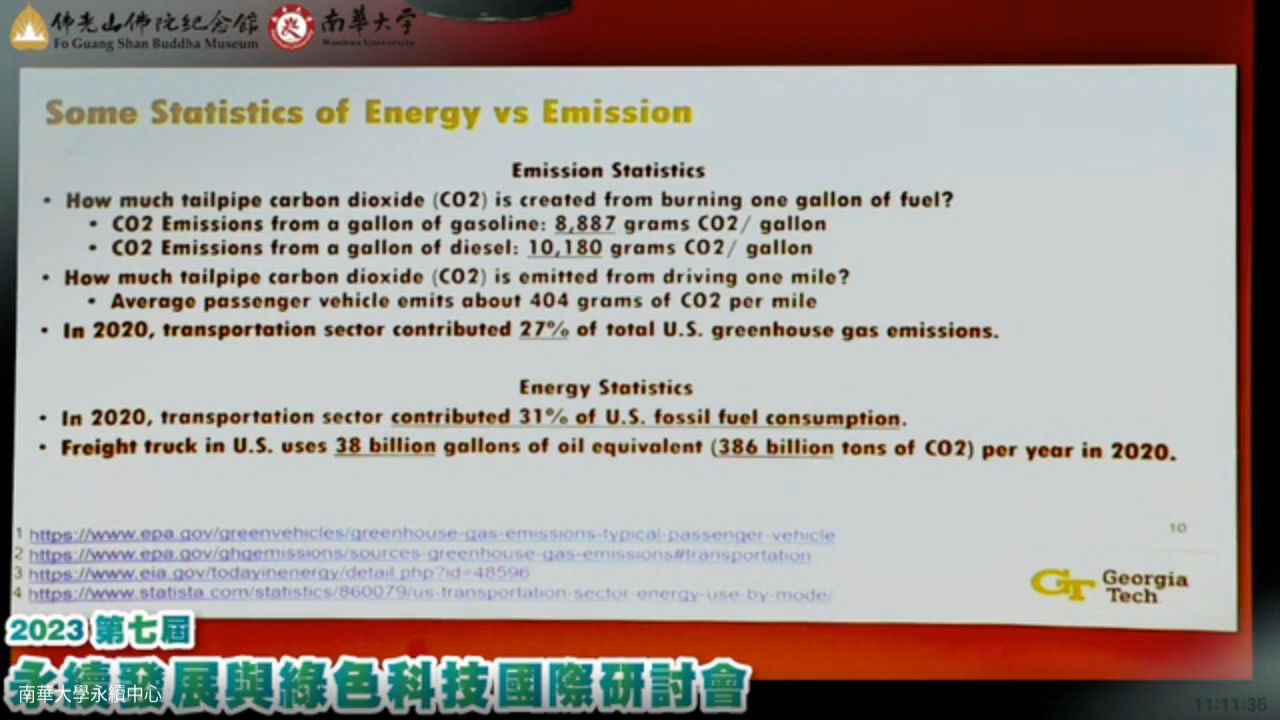 佛光山佛陀紀念館
Fo Guang Shan Buddha Museum
南華大學
Nanhua University
Some Statistics of Energy vs Emission
Emission Statistics
• How much tailpipe carbon dioxide (CO2) is created from burning one gallon of fuel?
• CO2 Emissions from a gallon of gasoline: 8,887 grams CO2/ gallon
• CO2 Emissions from a gallon of diesel: 10,180 grams CO2/ gallon
• How much tailpipe carbon dioxide (CO2) is emitted from driving one mile?
• Average passenger vehicle emits about 404 grams of CO2 per mile
• In 2020, transportation sector contributed 27% of total U.S. greenhouse gas emissions.
Energy Statistics
• In 2020, transportation sector contributed 31% of U.S. fossil fuel consumption.
• Freight truck in U.S. uses 38 billion gallons of oil equivalent (386 billion tons of CO2) per year in 2020.
1 https://www.epa.gov/greenvehicles/greenhouse-gas-emissions-typical-passenger-vehicle
2 https://www.epa.gov/ghgemissions/sources-greenhouse-gas-emissions#transportation
3 https://www.eia.gov/todayinenergy/detail.php?id=48596
4 https://www.statista.com/statistics/860079/us-transportation-sector-energy-use-by-mode/
10
GT Georgia
Tech
2023 第七屆
永續發展與綠色科技國際研討會
南華大學永續中心
11:11:36